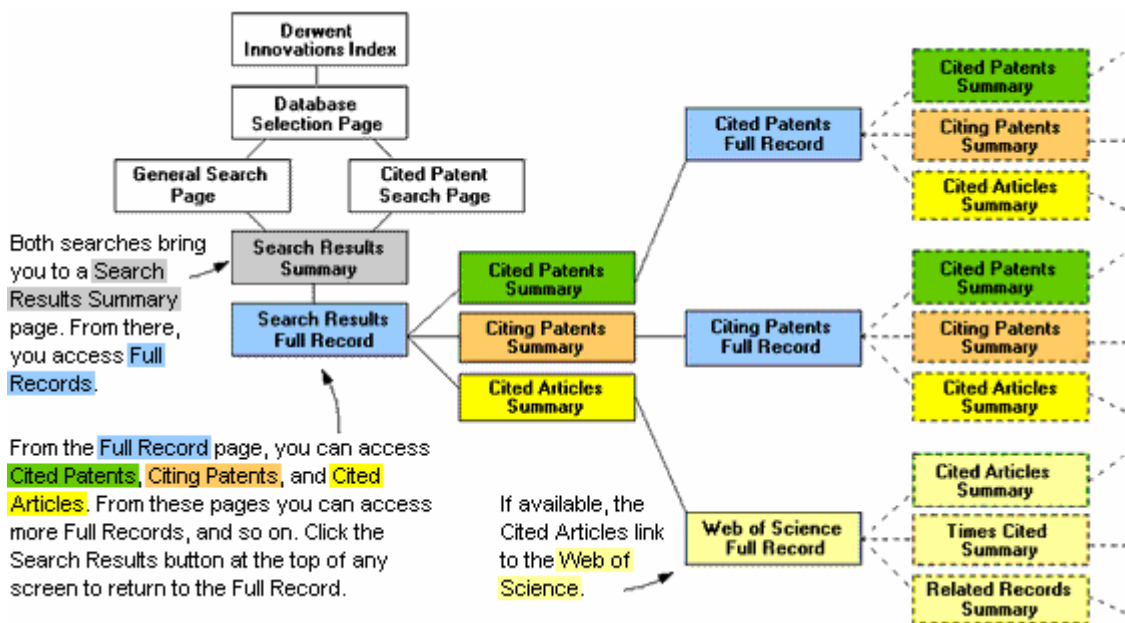 Derwent
Innovations Index
Database
Selection Page
General Search
Page
Cited Patent
Search Page
Search Results
Summary
Search Results
Full Record
Both searches bring
you to a Search
Results Summary
page. From there,
you access Full
Records.
From the Full Record page, you can access
Cited Patents, Citing Patents, and Cited
Articles. From these pages you can access
more Full Records, and so on. Click the
Search Results button at the top of any
screen to return to the Full Record.
Cited Patents
Summary
Citing Patents
Summary
Cited Articles
Summary
If available, the
Cited Articles link
to the Web of
Science.
Cited Patents
Full Record
Citing Patents
Full Record
Web of Science
Full Record
Cited Patents
Summary
Citing Patents
Summary
Cited Articles
Summary
Cited Patents
Summary
Citing Patents
Summary
Cited Articles
Summary
Cited Articles
Summary
Times Cited
Summary
Related Records
Summary